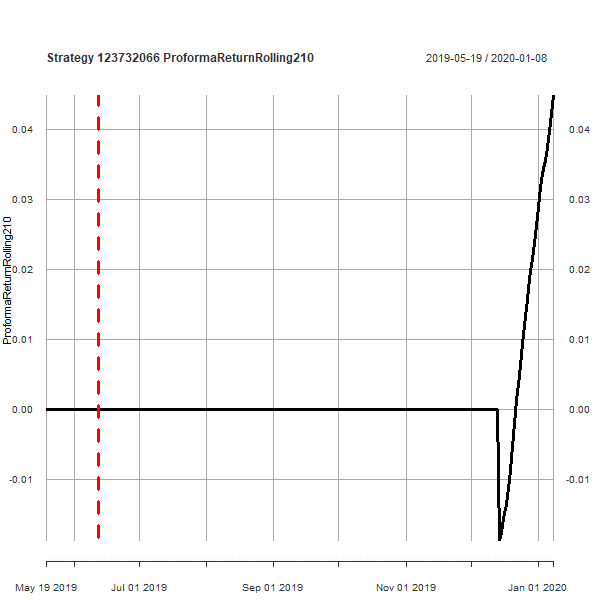 Strategy 123732066 ProformaReturnRolling210
2019-05-19 / 2020-01-08
0.04
0.04
0.03
0.03
0.02
0.02
0.01
0.01
0.00
0.00
-0.01
-0.01
ProformaReturnRolling210
May 19 2019
Jul 01 2019
Sep 01 2019
Nov 01 2019
Jan 01 2020